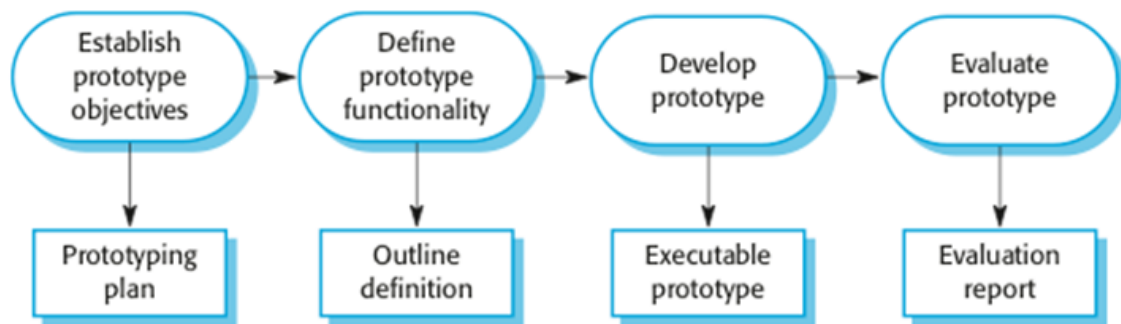 Establish
prototype
objectives
Define
prototype
functionality
Develop
prototype
Evaluate
prototype
Prototyping
plan
Outline
definition
Executable
prototype
Evaluation
report